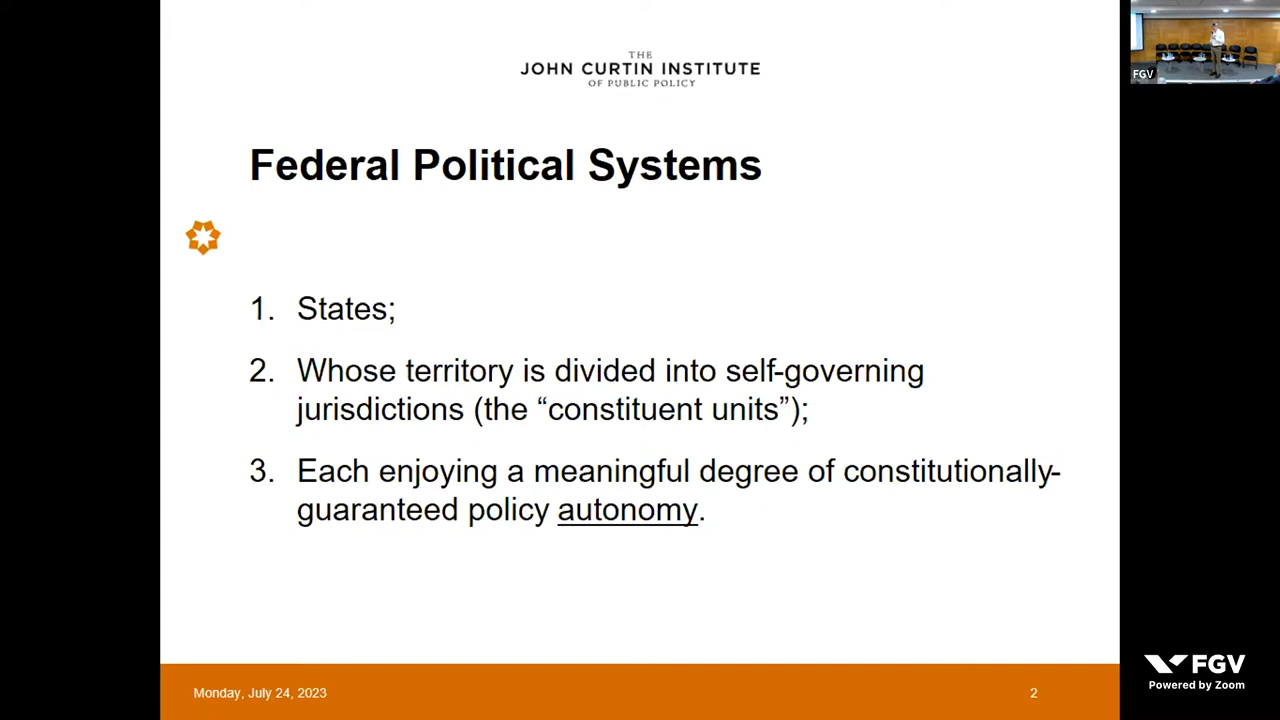 THE
JOHN CURTIN INSTITUTE
OF PUBLIC POLICY
FGV
Federal Political Systems
1. States;
2. Whose territory is divided into self-governing
jurisdictions (the “constituent units”);
3. Each enjoying a meaningful degree of constitutionally-
guaranteed policy autonomy.
Monday, July 24, 2023
2
FGV
Powered by Zoom